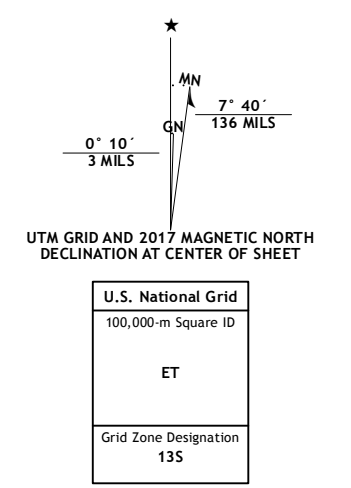 ★
MN
7° 40´
136 MILS
GN
0° 10´
3 MILS
UTM GRID AND 2017 MAGNETIC NORTH
DECLINATION AT CENTER OF SHEET
U.S. National Grid
100,000-m Square ID
ET
Grid Zone Designation
13S